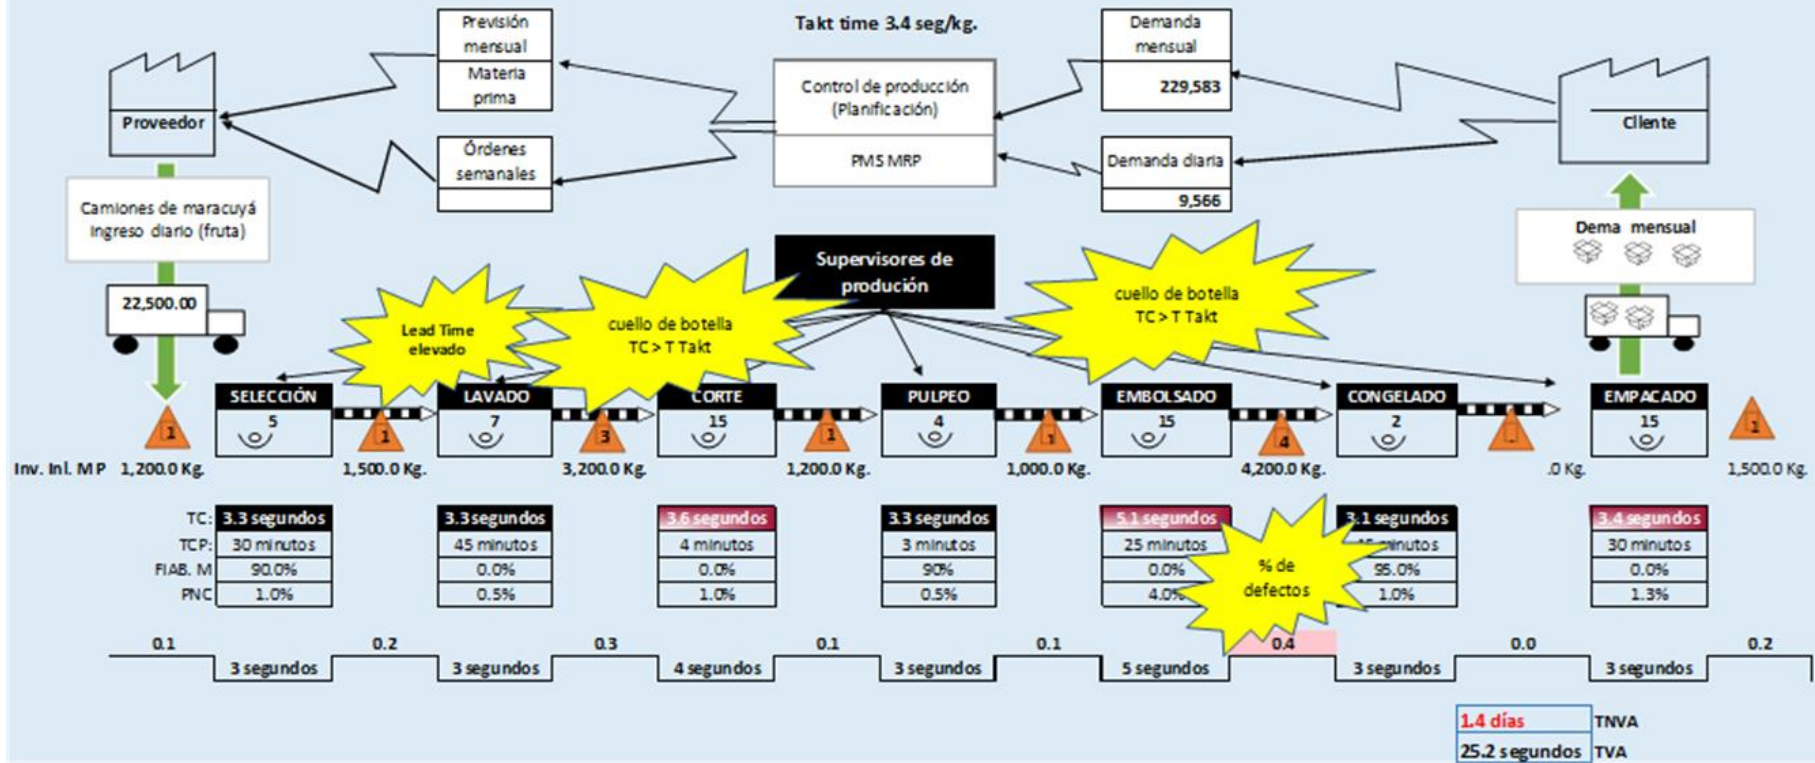 Takt time 3.4 seg/kg.
Previsión
mensual
Materia
prima
Órdenes
semanales
Control de producción
(Planificación)
PMS MRP
Demanda
mensual
229,583
Demanda diaria
9,566
Proveedor
Cliente
Camiones de maracuyá
Ingreso diario (fruta)
22,500.00
Dema mensual
Supervisores de
produción
Lead Time
elevado
cuello de botella
TC > T Takt
cuello de botella
TC > T Takt
SELECCIÓN LAVADO CORTE PULPEO EMBOLSADO CONGELADO EMPACADO
1 5 1 7 3 15 1 4 1 15 4 2 15 1
Inv. Inl. MP 1,200.0 Kg. 1,500.0 Kg. 3,200.0 Kg. 1,200.0 Kg. 1,000.0 Kg. 4,200.0 Kg. .0 Kg. 1,500.0 Kg.
TC: 3.3 segundos 3.3 segundos 3.6 segundos 3.3 segundos 5.1 segundos 3.1 segundos 3.4 segundos
TCP: 30 minutos 45 minutos 4 minutos 3 minutos 25 minutos minutos 30 minutos
FIAB. M 90.0% 0.0% 0.0% 90% 0.0% 95.0% 0.0%
PNC 1.0% 0.5% 1.0% 0.5% 4.0% 1.0% 1.3%
% de
defectos
0.1 0.2 0.3 0.1 0.1 0.4 0.0 0.2
3 segundos 3 segundos 4 segundos 3 segundos 5 segundos 3 segundos 3 segundos
1.4 días TNVA
25.2 segundos TVA